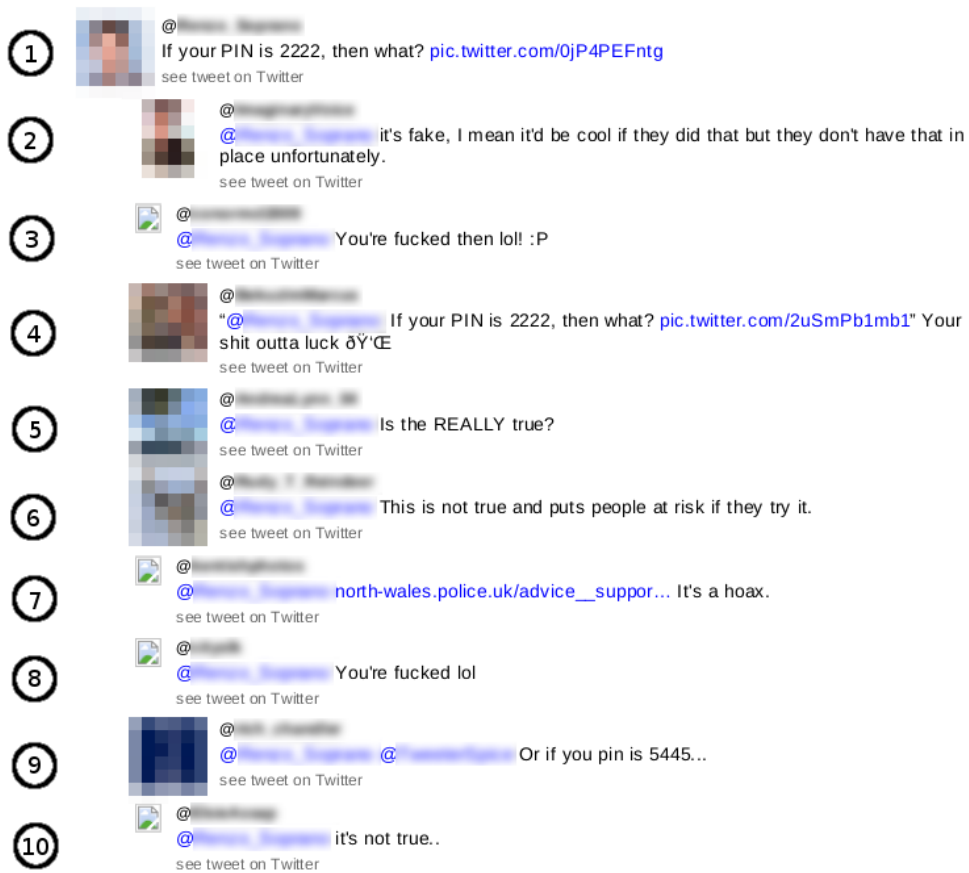 1
@
If your PIN is 2222, then what? pic.twitter.com/0jP4PEFntg
see tweet on Twitter
2
@
@ it's fake, I mean it'd be cool if they did that but they don't have that in
place unfortunately.
see tweet on Twitter
3
@
@ You're fucked then lol! :P
see tweet on Twitter
4
@
“@ If your PIN is 2222, then what? pic.twitter.com/2uSmPb1mb1” Your
shit outta luck ðŸ'Œ
see tweet on Twitter
5
@
@ Is the REALLY true?
see tweet on Twitter
6
@
@ This is not true and puts people at risk if they try it.
see tweet on Twitter
7
@
@ north-wales.police.uk/advice__suppor… It's a hoax.
see tweet on Twitter
8
@
@ You're fucked lol
see tweet on Twitter
9
@
@ @ Or if you pin is 5445...
see tweet on Twitter
10
@
@ it's not true..
see tweet on Twitter